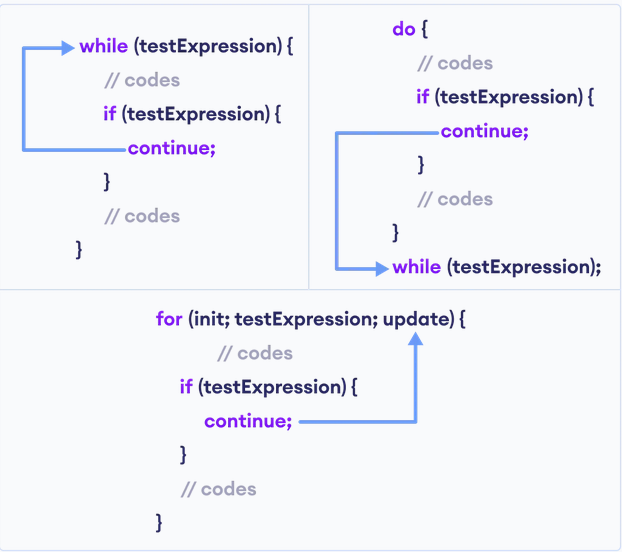 while (testExpression) {
// codes
if (testExpression) {
continue;
}
// codes
}
do {
// codes
if (testExpression) {
continue;
}
// codes
}
while (testExpression);
for (init; testExpression; update) {
// codes
if (testExpression) {
continue;
}
// codes
}